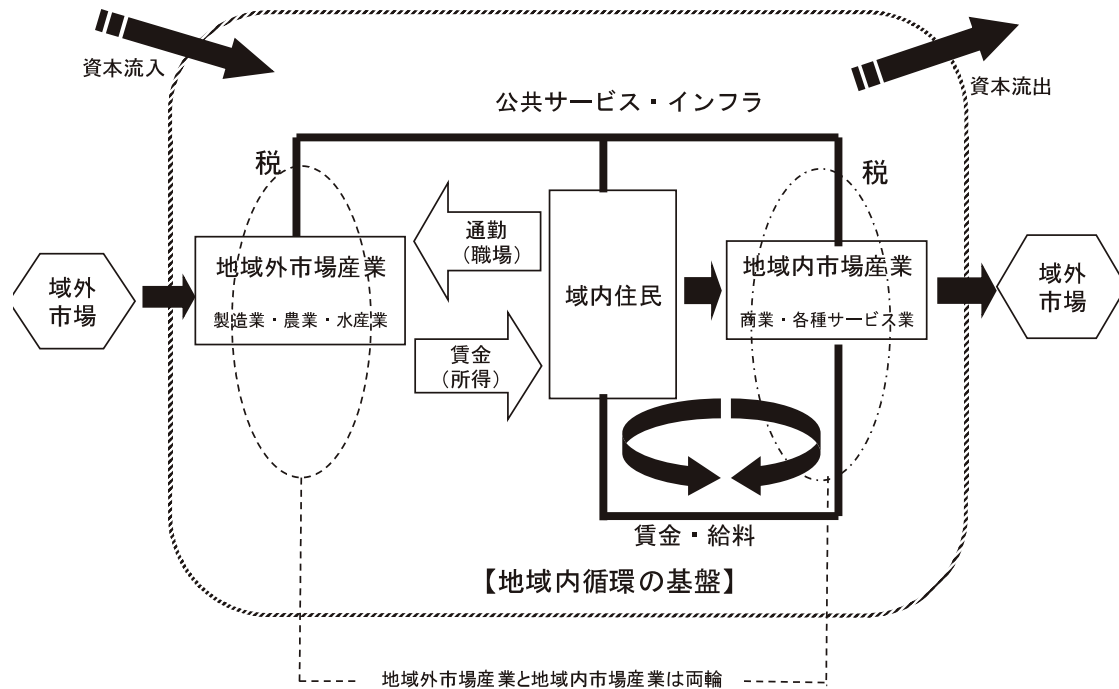 資本流入
資本流出
公共サービス・インフラ
税
税
通勤
(職場)
地域外市場産業
製造業・農業・水産業
域内住民
地域内市場産業
商業・各種サービス業
域外
市場
域外
市場
賃金
(所得)
賃金・給料
【地域内循環の基盤】
地域外市場産業と地域内市場産業は両輪